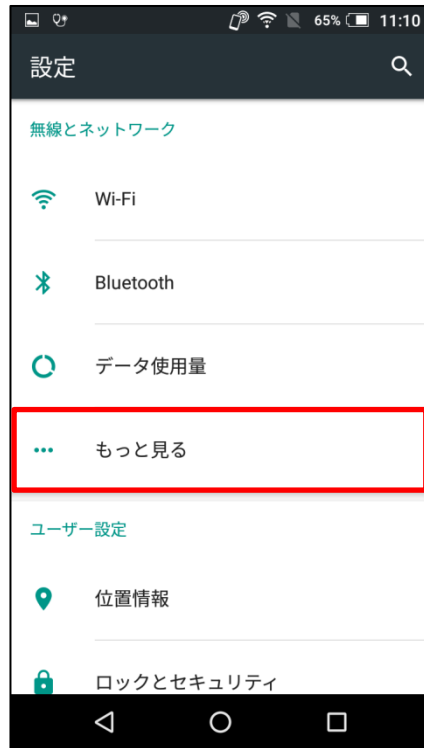 65% 11:10
設定
無線とネットワーク
Wi-Fi
Bluetooth
データ使用量
もっと見る
ユーザー設定
位置情報
ロックとセキュリティ